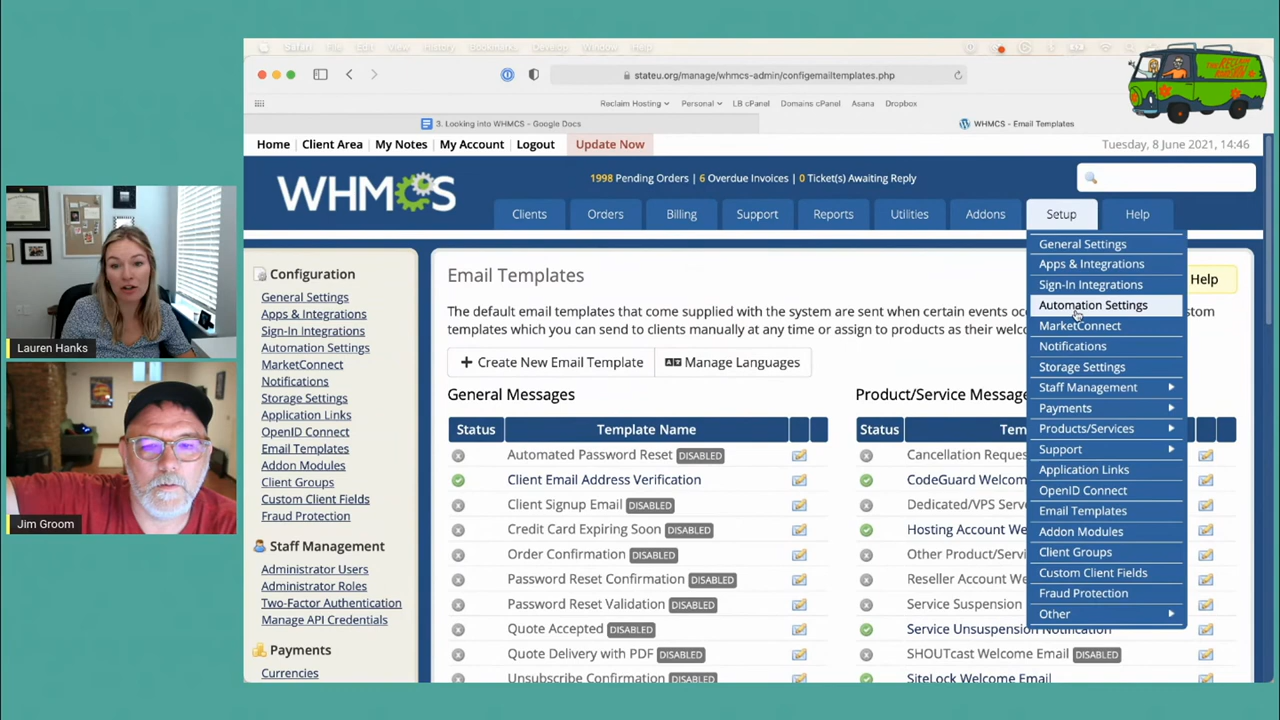 Safari File Edit View History Bookmarks Develop Window Help
stateu.org/manage/whmcs-admin/configemailtemplates.php
THE RECLAIM
Reclaim Hosting Personal LB cPanel Domains cPanel Asana Dropbox
3. Looking into WHMCS - Google Docs
WHMCS - Email Templates
Home Client Area My Notes My Account Logout Update Now
Tuesday, 8 June 2021, 14:46
WHMCS
1998 Pending Orders | 6 Overdue Invoices | 0 Ticket(s) Awaiting Reply
Clients Orders Billing Support Reports Utilities Addons Setup Help
General Settings
Apps & Integrations
Sign-In Integrations
Automation Settings
MarketConnect
Notifications
Storage Settings
Staff Management
Payments
Products/Services
Support
Application Links
OpenID Connect
Email Templates
Addon Modules
Client Groups
Custom Client Fields
Fraud Protection
Other
Configuration
General Settings
Apps & Integrations
Sign-In Integrations
Automation Settings
MarketConnect
Notifications
Storage Settings
Application Links
OpenID Connect
Email Templates
Addon Modules
Client Groups
Custom Client Fields
Fraud Protection
Staff Management
Administrator Users
Administrator Roles
Two-Factor Authentication
Manage API Credentials
Payments
Currencies
Email Templates
Help
The default email templates that come supplied with the system are sent when certain events oc
templates which you can send to clients manually at any time or assign to products as their welco
Create New Email Template Manage Languages
General Messages
Status Template Name
Automated Password Reset DISABLED
Client Email Address Verification
Client Signup Email DISABLED
Credit Card Expiring Soon DISABLED
Order Confirmation DISABLED
Password Reset Confirmation DISABLED
Password Reset Validation DISABLED
Quote Accepted DISABLED
Quote Delivery with PDF DISABLED
Unsubscribe Confirmation DISABLED
Product/Service Message
Status Tem
Cancellation Reque
CodeGuard Welcom
Dedicated/VPS Serv
Hosting Account We
Other Product/Servi
Reseller Account We
Service Suspension
Service Unsuspension Notification
SHOUTcast Welcome Email DISABLED
SiteLock Welcome Email
Lauren Hanks
Jim Groom